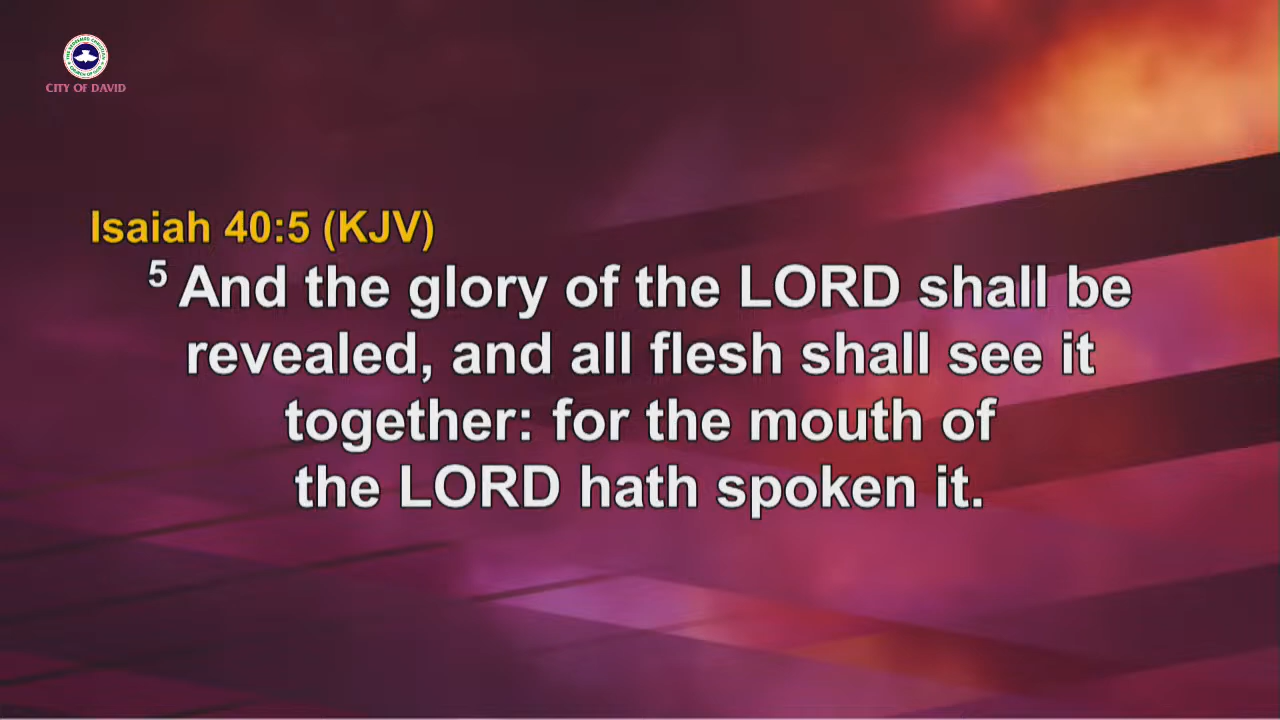 CITY OF DAVID
Isaiah 40:5 (KJV)
5 And the glory of the LORD shall be
revealed, and all flesh shall see it
together: for the mouth of
the LORD hath spoken it.